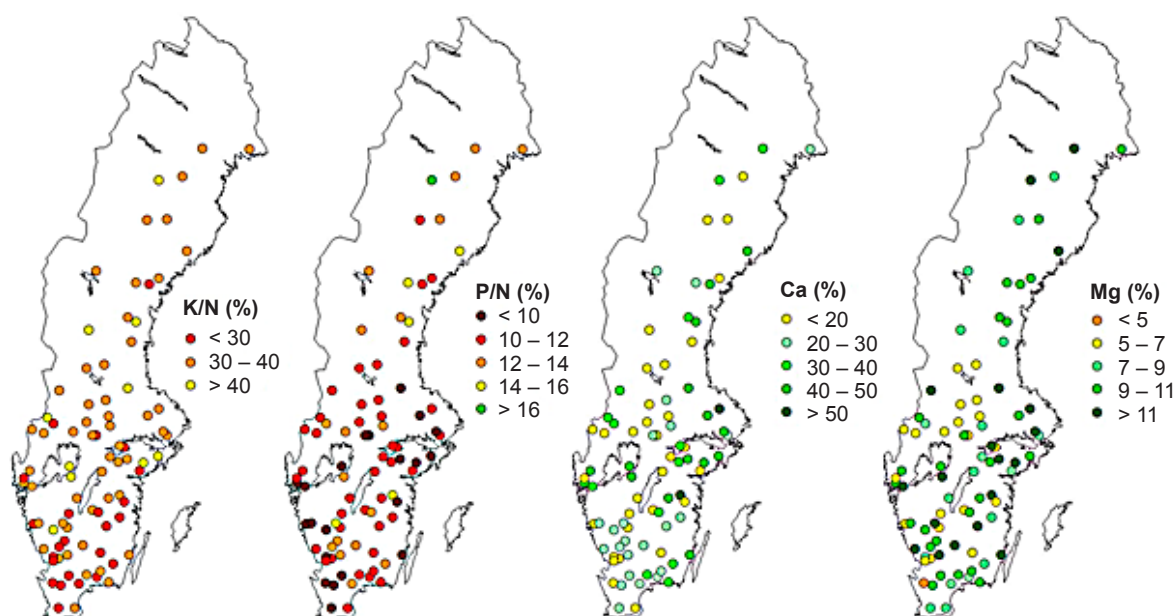 K/N (%)
< 30
30 – 40
> 40
P/N (%)
< 10
10 – 12
12 – 14
14 – 16
> 16
Ca (%)
< 20
20 – 30
30 – 40
40 – 50
> 50
Mg (%)
< 5
5 – 7
7 – 9
9 – 11
> 11